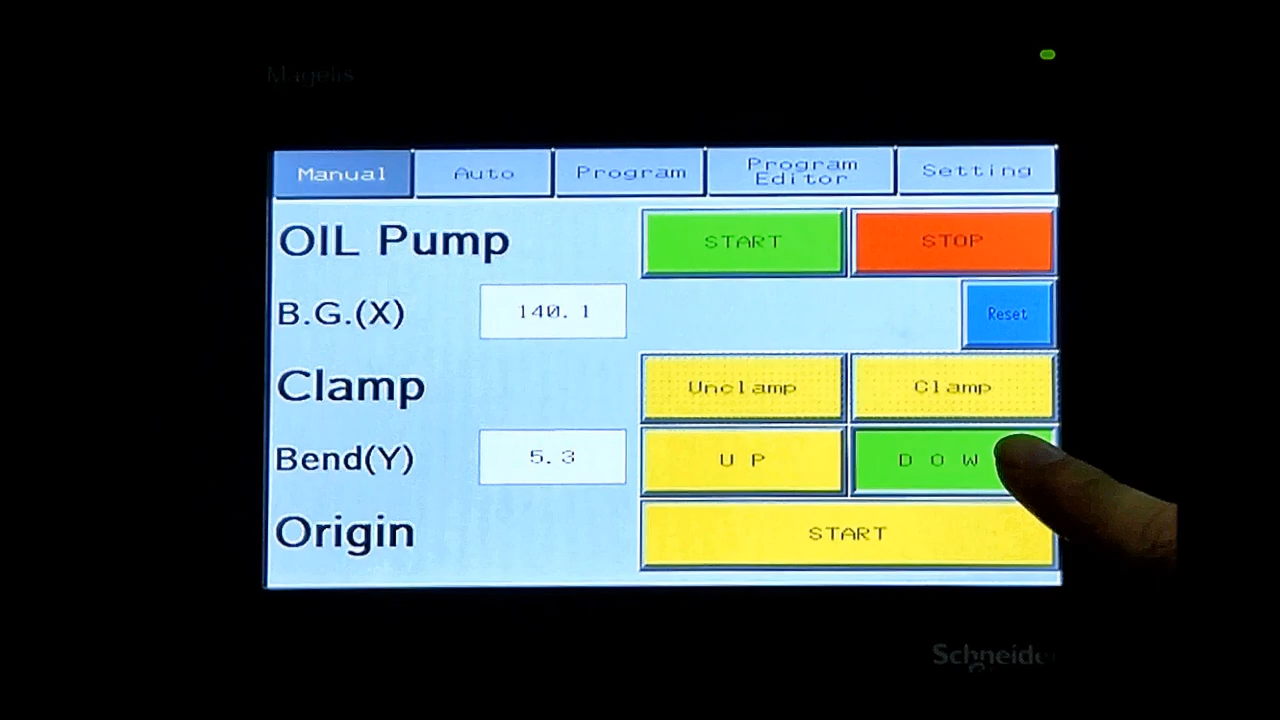 Magelis
Manual
Auto
Program
Program
Editor
Setting
OIL Pump
START
STOP
B.G.(X)
140.1
Reset
Clamp
Unclamp
Clamp
Bend(Y)
5.3
U P
D O W
Origin
START
Schneide